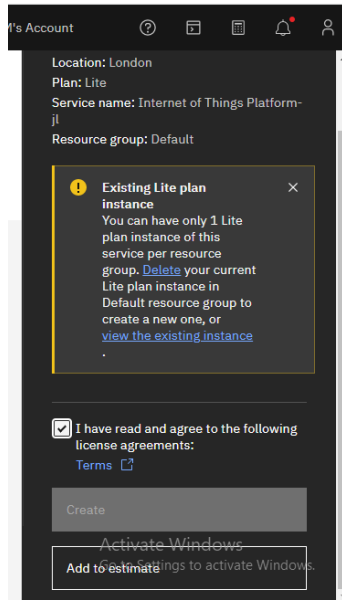 M's Account
Location: London
Plan: Lite
Service name: Internet of Things Platform-
jl
Resource group: Default
Existing Lite plan
instance
You can have only 1 Lite
plan instance of this
service per resource
group. Delete your current
Lite plan instance in
Default resource group to
create a new one, or
view the existing instance
.
I have read and agree to the following
license agreements:
Terms
Create
Activate Windows
Go to Settings to activate Windows.
Add to estimate